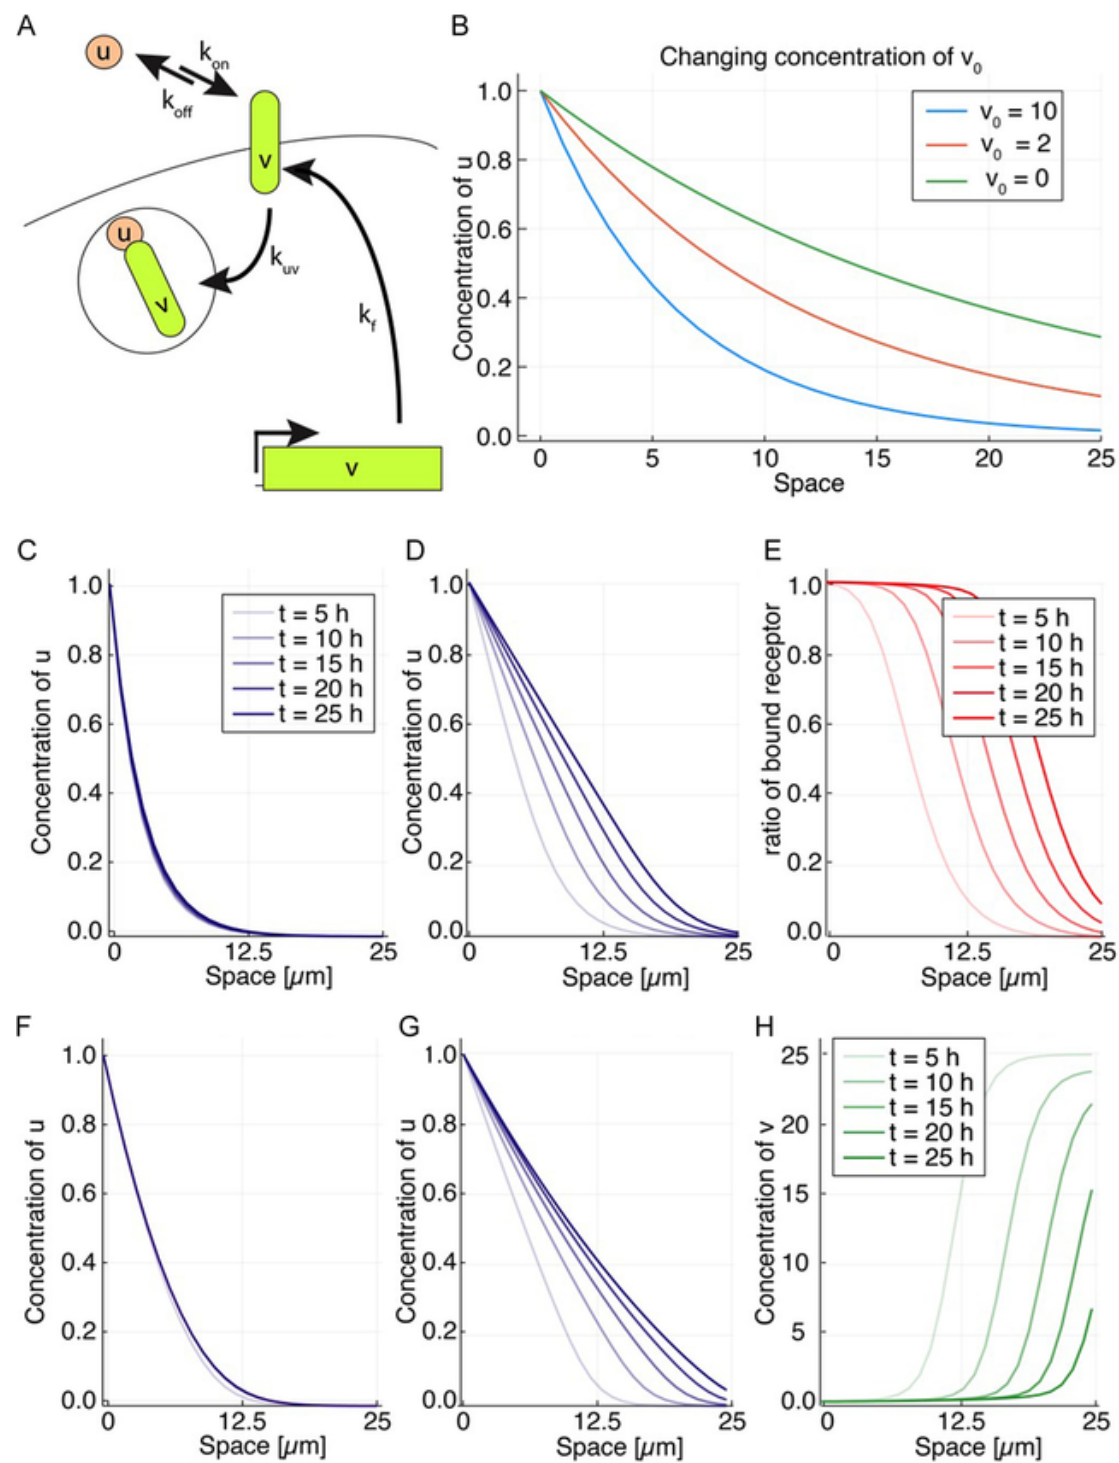 A
u
k_on
k_off
v
u
v
k_uv
k_f
v
B
Changing concentration of v_0
Concentration of u
1.0
0.8
0.6
0.4
0.2
0.0
v_0 = 10
v_0 = 2
v_0 = 0
0 5 10 15 20 25
Space
C
Concentration of u
1.0
0.8
0.6
0.4
0.2
0.0
t = 5 h
t = 10 h
t = 15 h
t = 20 h
t = 25 h
0 12.5 25
Space [µm]
D
Concentration of u
1.0
0.8
0.6
0.4
0.2
0.0
0 12.5 25
Space [µm]
E
ratio of bound receptor
1.0
0.8
0.6
0.4
0.2
0.0
t = 5 h
t = 10 h
t = 15 h
t = 20 h
t = 25 h
0 12.5 25
Space [µm]
F
Concentration of u
1.0
0.8
0.6
0.4
0.2
0.0
0 12.5 25
Space [µm]
G
Concentration of u
1.0
0.8
0.6
0.4
0.2
0.0
0 12.5 25
Space [µm]
H
Concentration of v
25
20
15
10
5
0.0
t = 5 h
t = 10 h
t = 15 h
t = 20 h
t = 25 h
0 12.5 25
Space [µm]